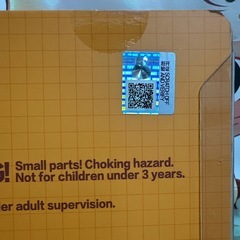 G!
Small parts! Choking hazard.
Not for children under 3 years.
er adult supervision.